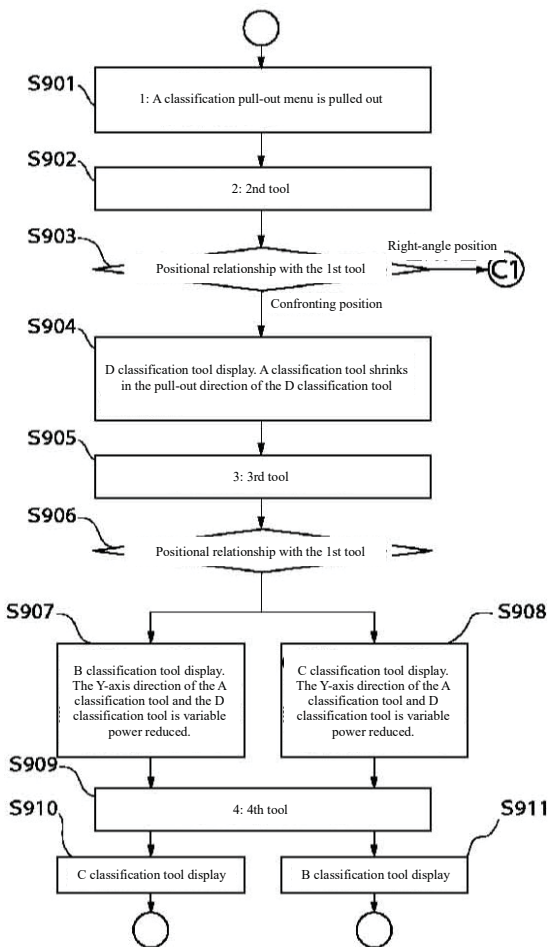 S901
1: A classification pull-out menu is pulled out
S902
2: 2nd tool
S903
Right-angle position
Positional relationship with the 1st tool
C1
Confronting position
S904
D classification tool display. A classification tool shrinks
in the pull-out direction of the D classification tool
S905
3: 3rd tool
S906
Positional relationship with the 1st tool
S907
S908
B classification tool display.
The Y-axis direction of the A
classification tool and the D
classification tool is variable
power reduced.
C classification tool display.
The Y-axis direction of the A
classification tool and D
classification tool is variable
power reduced.
S909
4: 4th tool
S910
S911
C classification tool display
B classification tool display